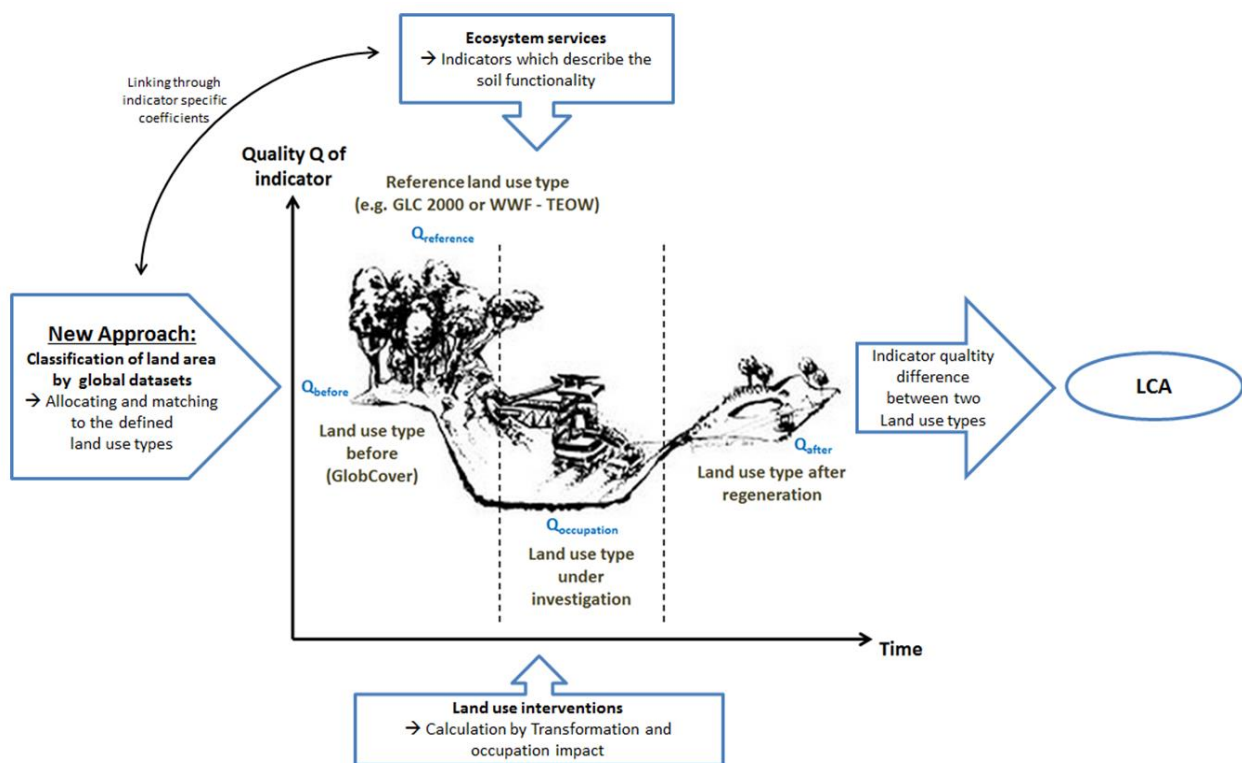 Ecosystem services
→ Indicators which describe the
soil functionality
Linking through
indicator specific
coefficients
Quality Q of
indicator
Reference land use type
(e.g. GLC 2000 or WWF - TEOW)
Qreference
New Approach:
Classification of land area
by global datasets
→ Allocating and matching
to the defined
land use types
Qbefore
Land use type
before
(GlobCover)
Qoccupation
Land use type
under
investigation
Qafter
Land use type after
regeneration
Indicator qualtity
difference
between two
Land use types
LCA
Time
Land use interventions
→ Calculation by Transformation and
occupation impact